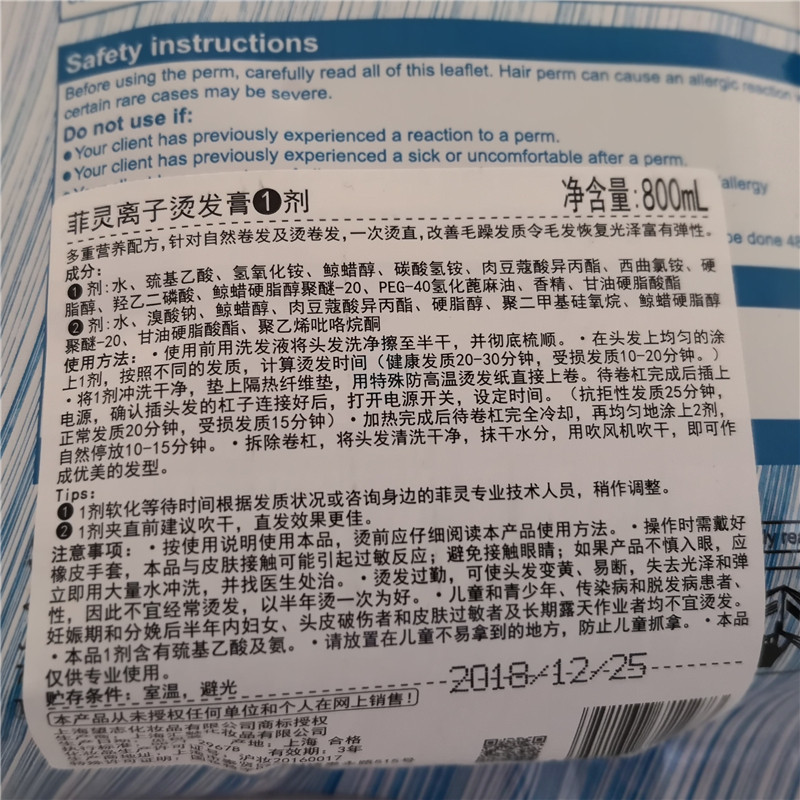 Safety instructions
Before using the perm, carefully read all of this leaflet. Hair perm can cause an allergic reaction
certain rare cases may be severe.
Do not use if:
●Your client has previously experienced a reaction to a perm.
●Your client has previously experienced a sick or uncomfortable after a perm.
allergy
be done 48
菲灵离子烫发膏❶剂 净含量:800mL
多重营养配方,针对自然卷发及烫卷发,一次烫直,改善毛躁发质令毛发恢复光泽富有弹性。
成分:
❶剂:水、巯基乙酸、氢氧化铵、鲸蜡醇、碳酸氢铵、肉豆蔻酸异丙酯、西曲氯铵、硬
脂醇、羟乙二磷酸、鲸蜡硬脂醇聚醚-20、PEG-40氢化蓖麻油、香精、甘油硬脂酸酯
❷剂:水、溴酸钠、鲸蜡醇、肉豆蔻酸异丙酯、硬脂醇、聚二甲基硅氧烷、鲸蜡硬脂醇
聚醚-20、甘油硬脂酸酯、聚乙烯吡咯烷酮
使用方法:·使用前用洗发液将头发洗净擦至半干,并彻底梳顺。·在头发上均匀的涂
上1剂,按照不同的发质,计算烫发时间(健康发质20-30分钟,受损发质10-20分钟。)
·将1剂冲洗干净,垫上隔热纤维垫,用特殊防高温烫发纸直接上卷。待卷杠完成后插上
电源,确认插头发的杠子连接好后,打开电源开关,设定时间。(抗拒性发质25分钟,
正常发质20分钟,受损发质15分钟)·加热完成后待卷杠完全冷却,再均匀地涂上2剂,
自然停放10-15分钟。·拆除卷杠,将头发清洗干净,抹干水分,用吹风机吹干,即可作
成优美的发型。
Tips:
❶1剂软化等待时间根据发质状况或咨询身边的菲灵专业技术人员,稍作调整。
❷1剂夹直前建议吹干,直发效果更佳。
注意事项:·按使用说明使用本品,烫前应仔细阅读本产品使用方法。·操作时需戴好
橡皮手套,本品与皮肤接触可能引起过敏反应;避免接触眼睛;如果产品不慎入眼,应
立即用大量水冲洗,并找医生处治。·烫发过勤,可使头发变黄、易断,失去光泽和弹
性,因此不宜经常烫发,以半年烫一次为好。·儿童和青少年、传染病和脱发病患者、
妊娠期和分娩后半年内妇女、头皮破伤者和皮肤过敏者及长期露天作业者均不宜烫发。
·本品1剂含有巯基乙酸及氨。·请放置在儿童不易拿到的地方,防止儿童抓拿。·本品
仅供专业使用。
贮存条件:室温,避光
2018/12/25
本产品从未授权任何单位和个人在网上销售!
上海望志化妆品有限公司商标授权
化妆品有限公司
29678 产地:上海 合格
有效期:3年
沪妆20160017